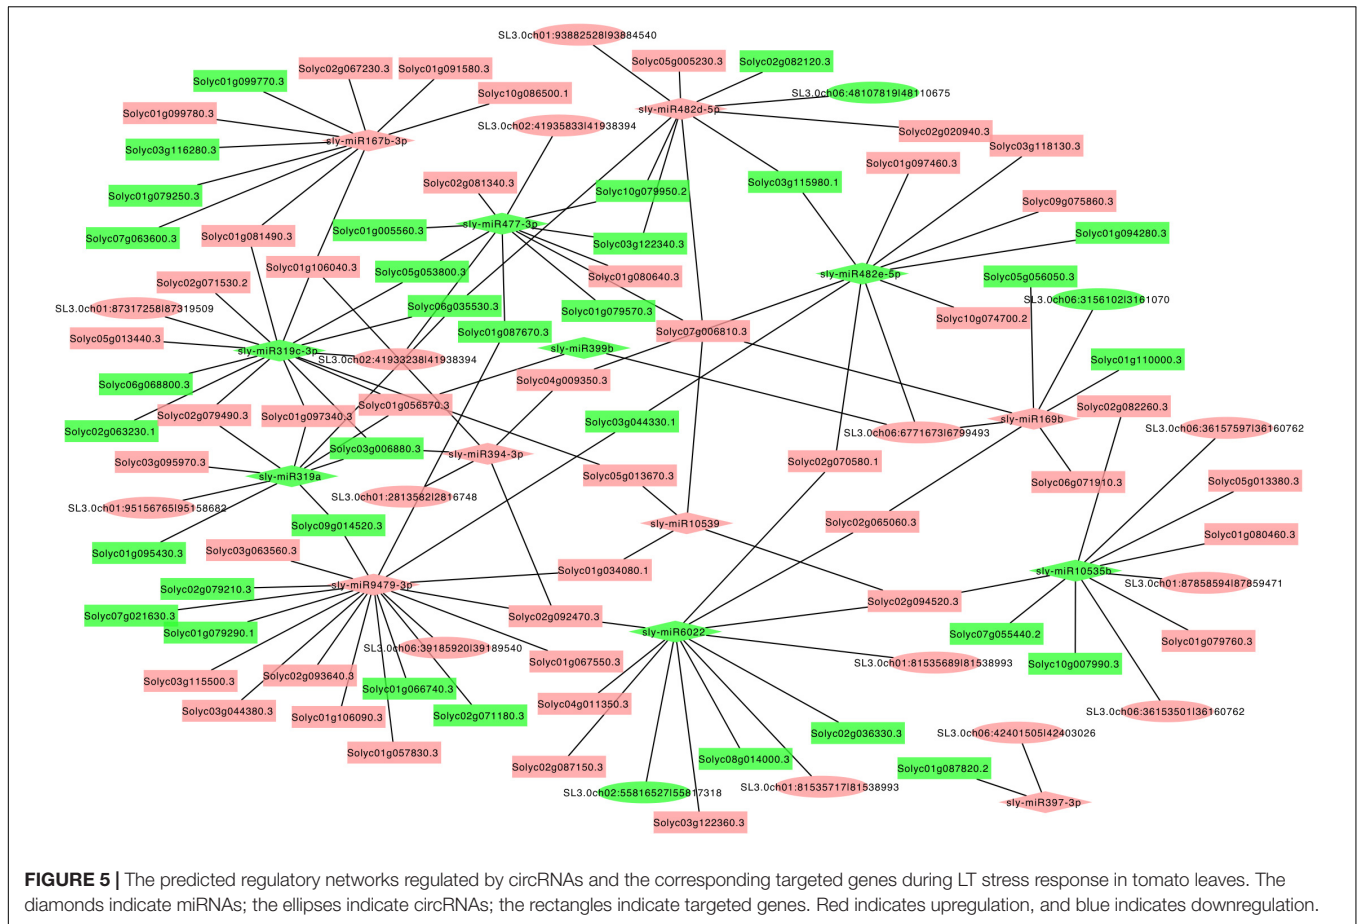 SL3.0ch01:93882528|93884540
Solyc05g005230.3
Solyc02g082120.3
Solyc02g067230.3
Solyc01g091580.3
Solyc01g099770.3
Solyc10g086500.1
SL3.0ch06:48107819|48110675
sly-miR482d-5p
Solyc01g099780.3
SL3.0ch02:41935833|41938394
Solyc02g020940.3
sly-miR167b-3p
Solyc03g118130.3
Solyc03g116280.3
Solyc01g097460.3
Solyc02g081340.3
Solyc03g115980.1
Solyc10g079950.2
Solyc01g079250.3
Solyc09g075860.3
sly-miR477-3p
Solyc01g005560.3
Solyc01g094280.3
Solyc07g063600.3
Solyc01g081490.3
Solyc03g122340.3
Solyc01g106040.3
Solyc05g053800.3
Solyc01g080640.3
sly-miR482e-5p
Solyc05g056050.3
Solyc02g071530.2
SL3.0ch06:3156102|3161070
Solyc06g035530.3
SL3.0ch01:87317258|87319509
Solyc01g079570.3
Solyc10g074700.2
Solyc01g087670.3
Solyc07g006810.3
Solyc05g013440.3
sly-miR319c-3p
sly-miR399b
SL3.0ch02:41933238|41938394
Solyc01g110000.3
Solyc06g068800.3
Solyc04g009350.3
Solyc01g056570.3
Solyc02g082260.3
Solyc02g079490.3
Solyc01g097340.3
Solyc03g044330.1
sly-miR169b
Solyc02g063230.1
SL3.0ch06:6771673|6799493
SL3.0ch06:36157597|36160762
Solyc03g006880.3
sly-miR394-3p
Solyc03g095970.3
Solyc02g070580.1
sly-miR319a
Solyc05g013670.3
Solyc06g071910.3
Solyc05g013380.3
SL3.0ch01:2813582|2816748
SL3.0ch01:95156765|95158682
Solyc09g014520.3
sly-miR10539
Solyc02g065060.3
Solyc01g080460.3
Solyc01g095430.3
Solyc03g063560.3
Solyc01g034080.1
sly-miR10535b
sly-miR9479-3p
SL3.0ch01:87858594|87859471
Solyc02g079210.3
Solyc02g094520.3
Solyc07g021630.3
Solyc02g092470.3
Solyc01g079290.1
sly-miR6022
Solyc07g055440.2
Solyc01g079760.3
SL3.0ch06:39185920|39189540
Solyc01g067550.3
SL3.0ch01:81535689|81538993
Solyc10g007990.3
Solyc02g093640.3
Solyc03g115500.3
Solyc01g066740.3
Solyc04g011350.3
Solyc03g044380.3
Solyc01g106090.3
Solyc02g071180.3
SL3.0ch06:36153501|36160762
Solyc02g036330.3
SL3.0ch06:42401505|42403026
Solyc01g057830.3
Solyc08g014000.3
Solyc02g087150.3
Solyc01g087820.2
SL3.0ch01:81535717|81538993
SL3.0ch02:55816527|55817318
sly-miR397-3p
Solyc03g122360.3
FIGURE 5 | The predicted regulatory networks regulated by circRNAs and the corresponding targeted genes during LT stress response in tomato leaves. The
diamonds indicate miRNAs; the ellipses indicate circRNAs; the rectangles indicate targeted genes. Red indicates upregulation, and blue indicates downregulation.